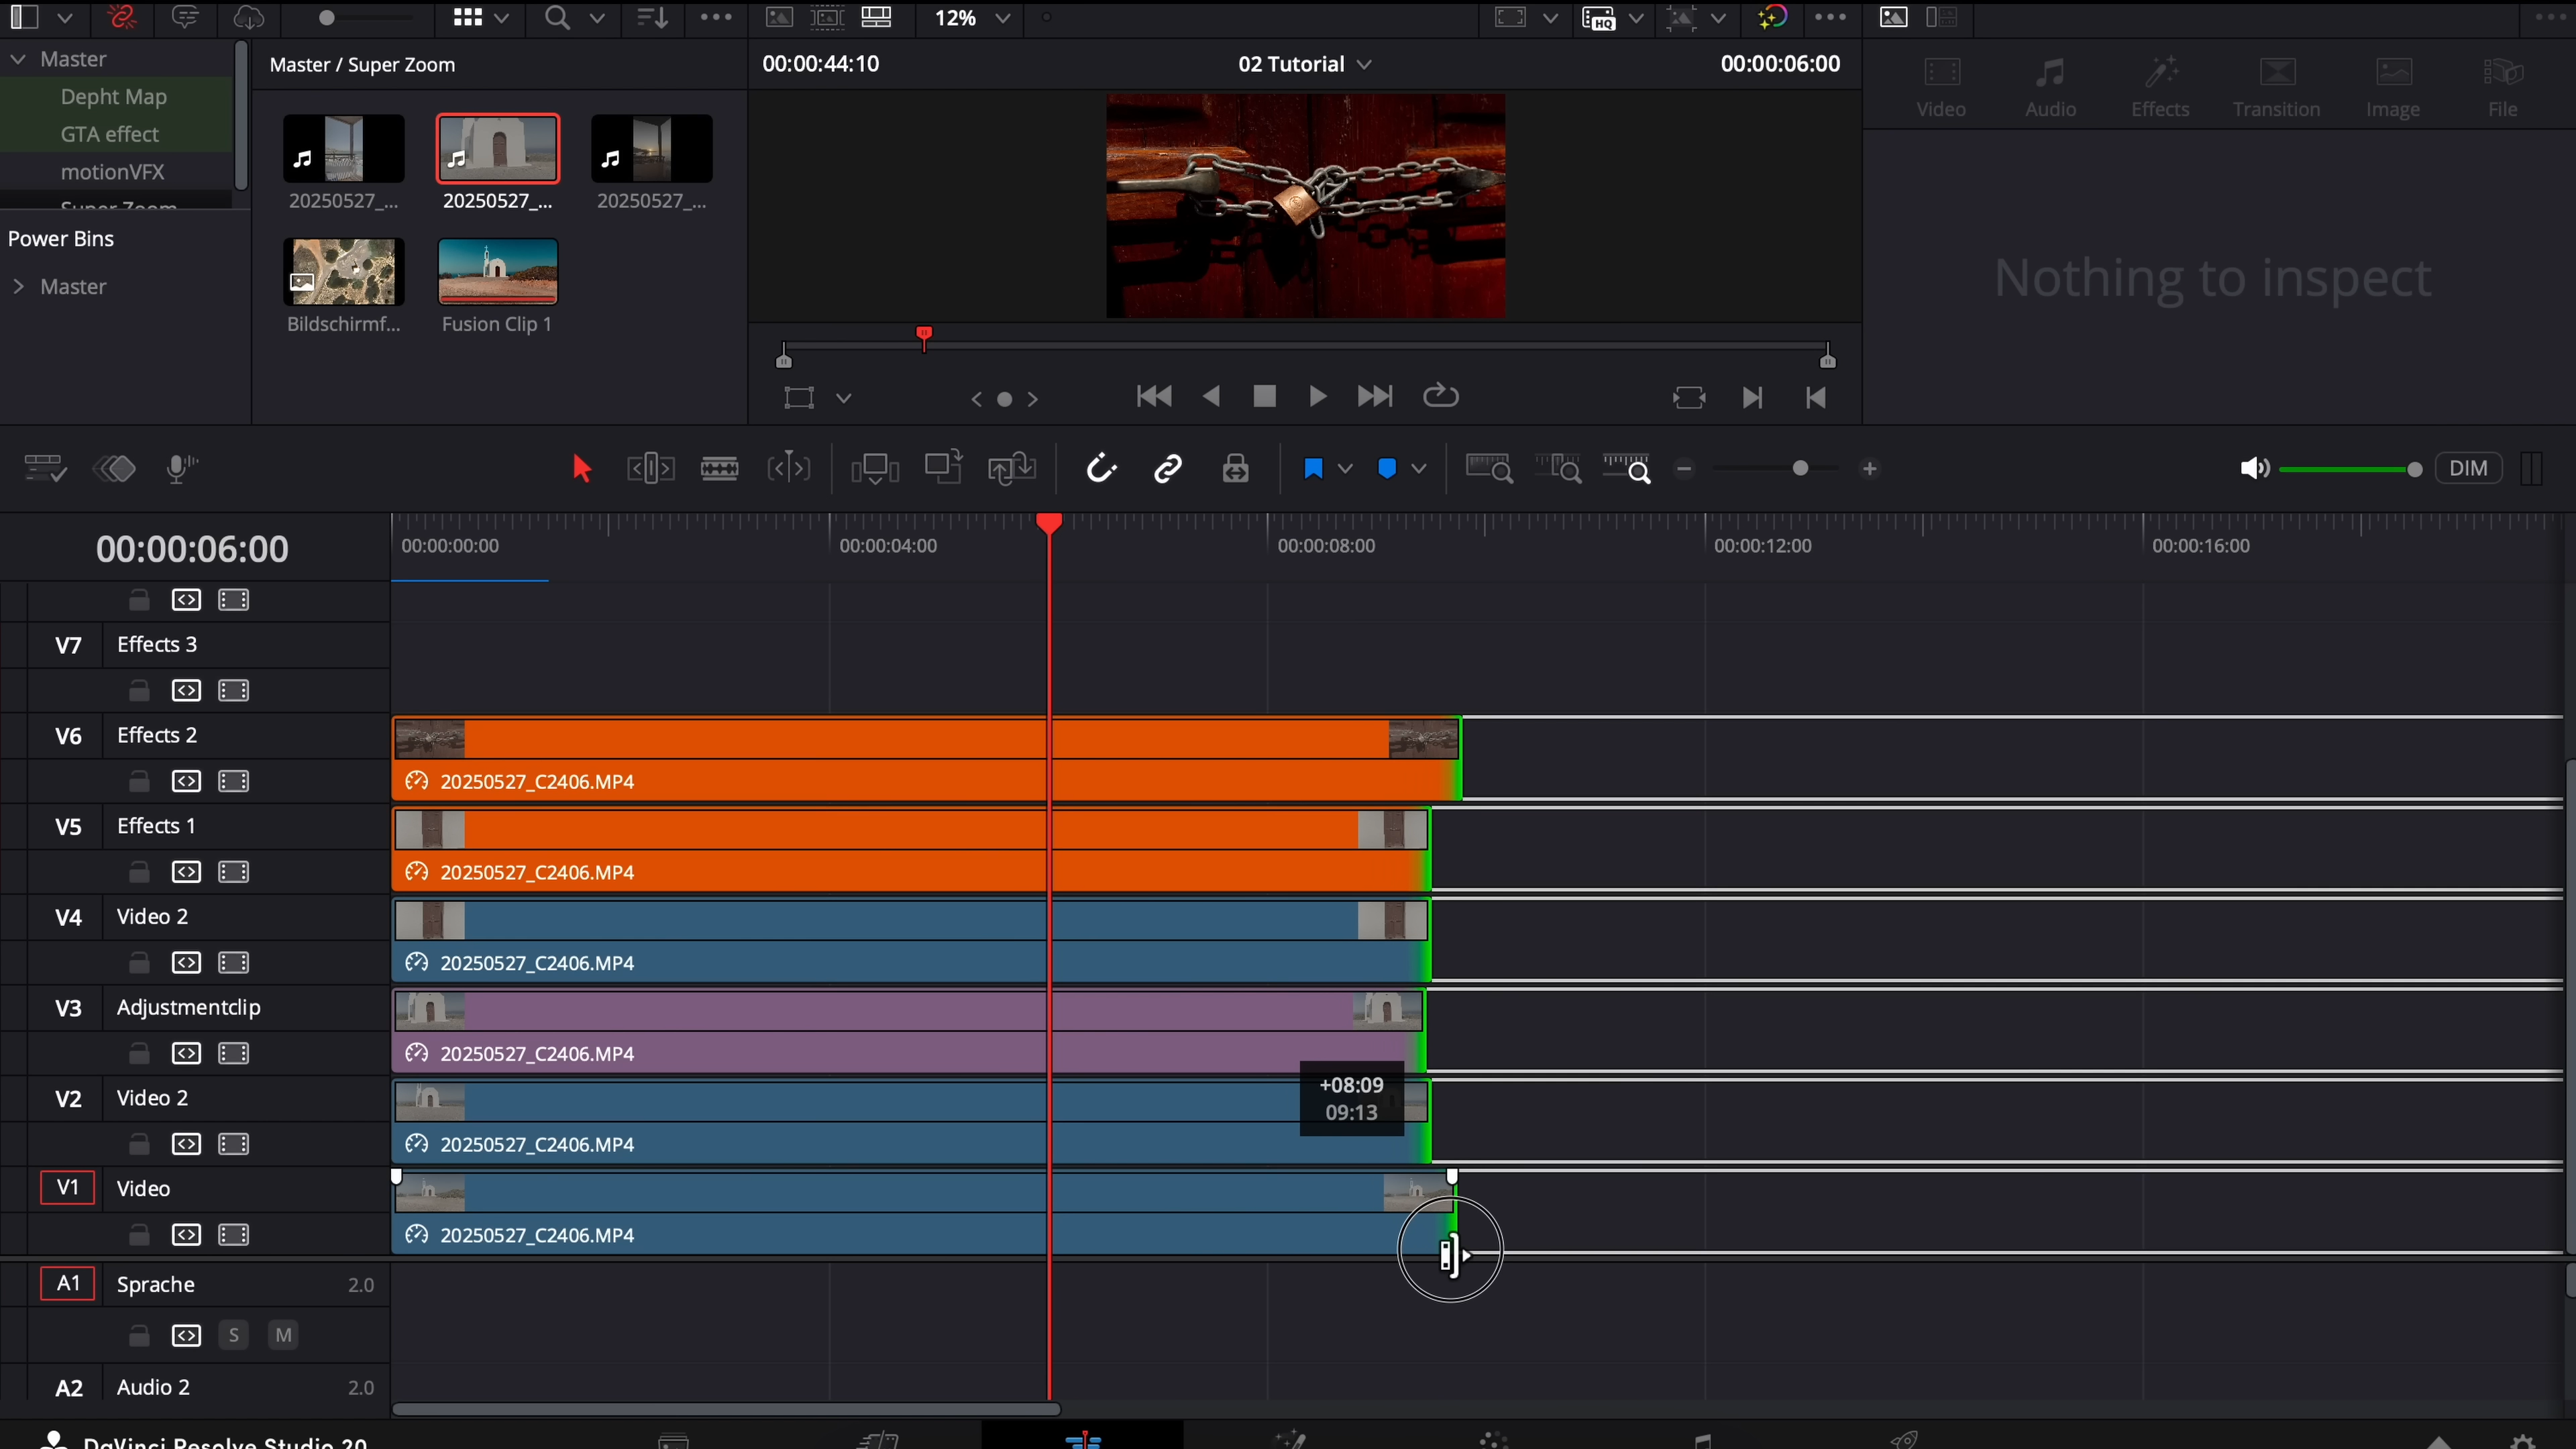 12%
HQ
Master
Depht Map
GTA effect
motionVFX
Super Zoom
Power Bins
Master
Master / Super Zoom
20250527_...
20250527_...
20250527_...
Bildschirmf...
Fusion Clip 1
00:00:44:10
02 Tutorial
00:00:06:00
Video
Audio
Effects
Transition
Image
File
Nothing to inspect
DIM
00:00:06:00
00:00:00:00
00:00:04:00
00:00:08:00
00:00:12:00
00:00:16:00
V7 Effects 3
V6 Effects 2
20250527_C2406.MP4
V5 Effects 1
20250527_C2406.MP4
V4 Video 2
20250527_C2406.MP4
V3 Adjustmentclip
20250527_C2406.MP4
+08:09
09:13
V2 Video 2
20250527_C2406.MP4
V1 Video
20250527_C2406.MP4
A1 Sprache 2.0
S M
A2 Audio 2 2.0
DaVinci Resolve Studio 20